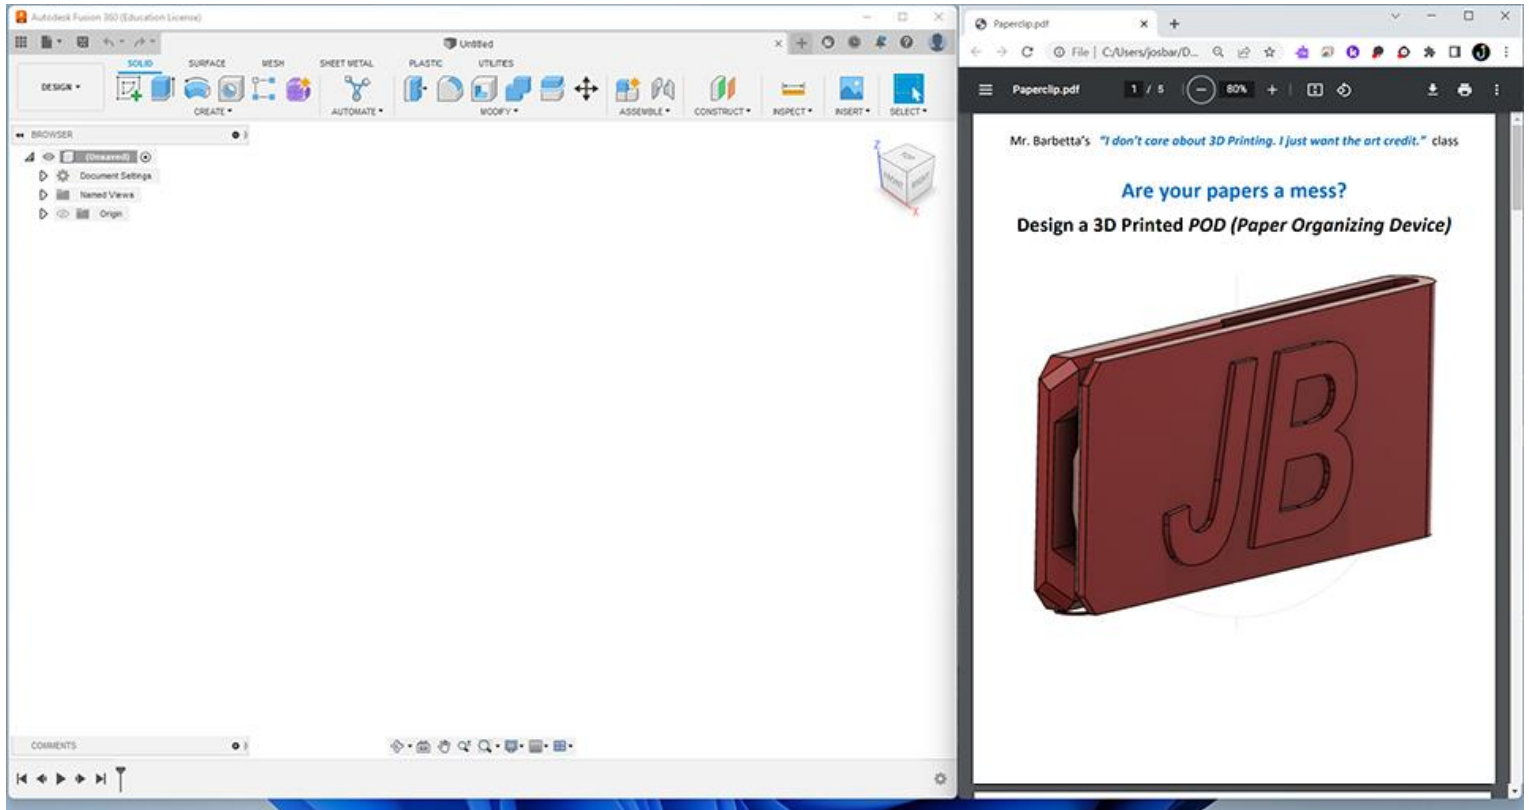 Autodesk Fusion 360 (Education License)
Untitled
SOLID SURFACE MESH SHEET METAL PLASTIC UTILITIES
DESIGN
CREATE AUTOMATE MODIFY ASSEMBLE CONSTRUCT INSPECT INSERT SELECT
BROWSER
(Unsaved)
Document Settings
Named Views
Origin
Z
TOP
FRONT RIGHT
X
COMMENTS
Paperclip.pdf
File | C:/Users/josbar/D...
Paperclip.pdf 1 / 5 80%
Mr. Barbetta's "I don't care about 3D Printing. I just want the art credit." class
Are your papers a mess?
Design a 3D Printed POD (Paper Organizing Device)
JB